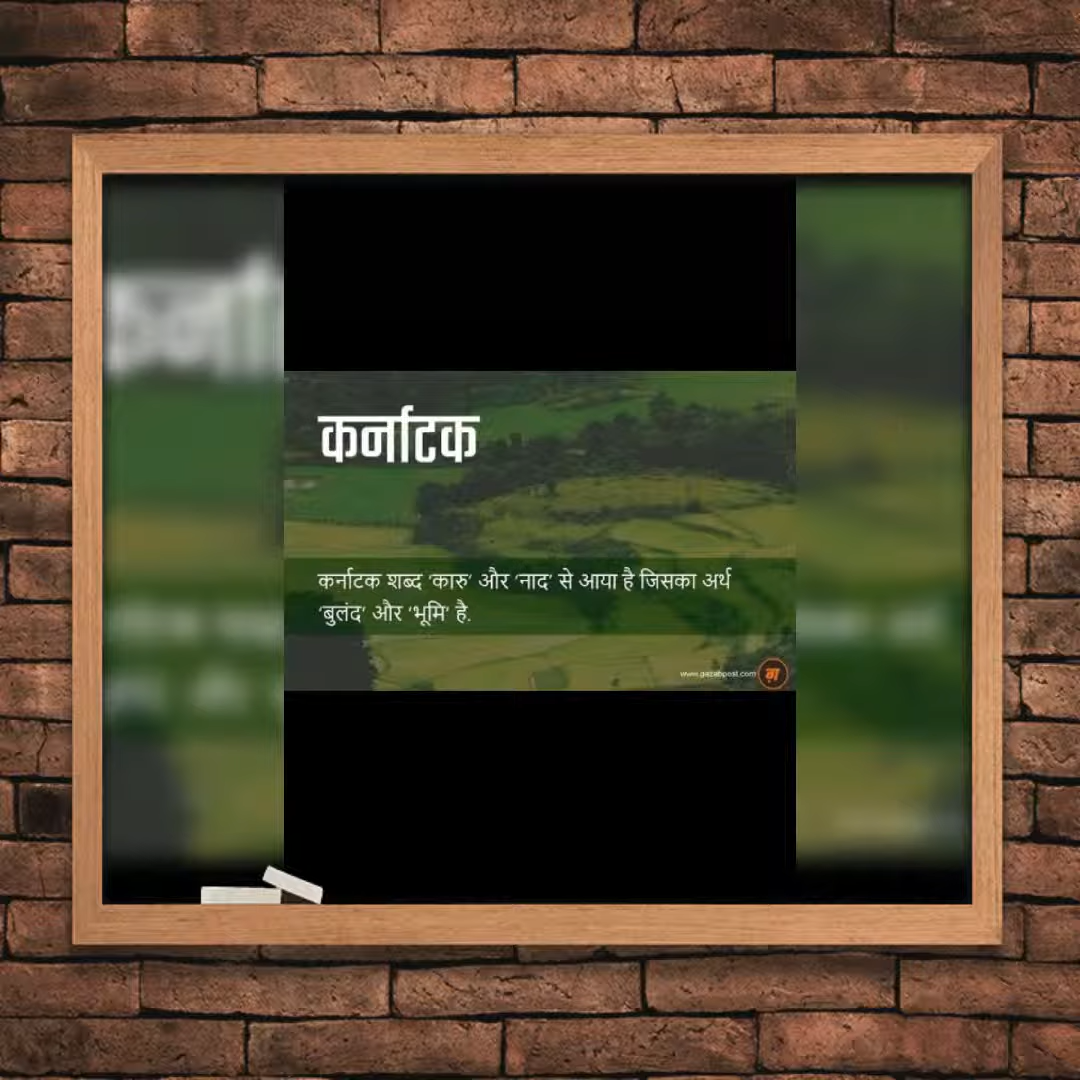 कर्नाटक
कर्नाटक शब्द ‘कारु’ और ‘नाद’ से आया है जिसका अर्थ
‘बुलंद’ और ‘भूमि’ है.
www.gazabpost.com
ग़